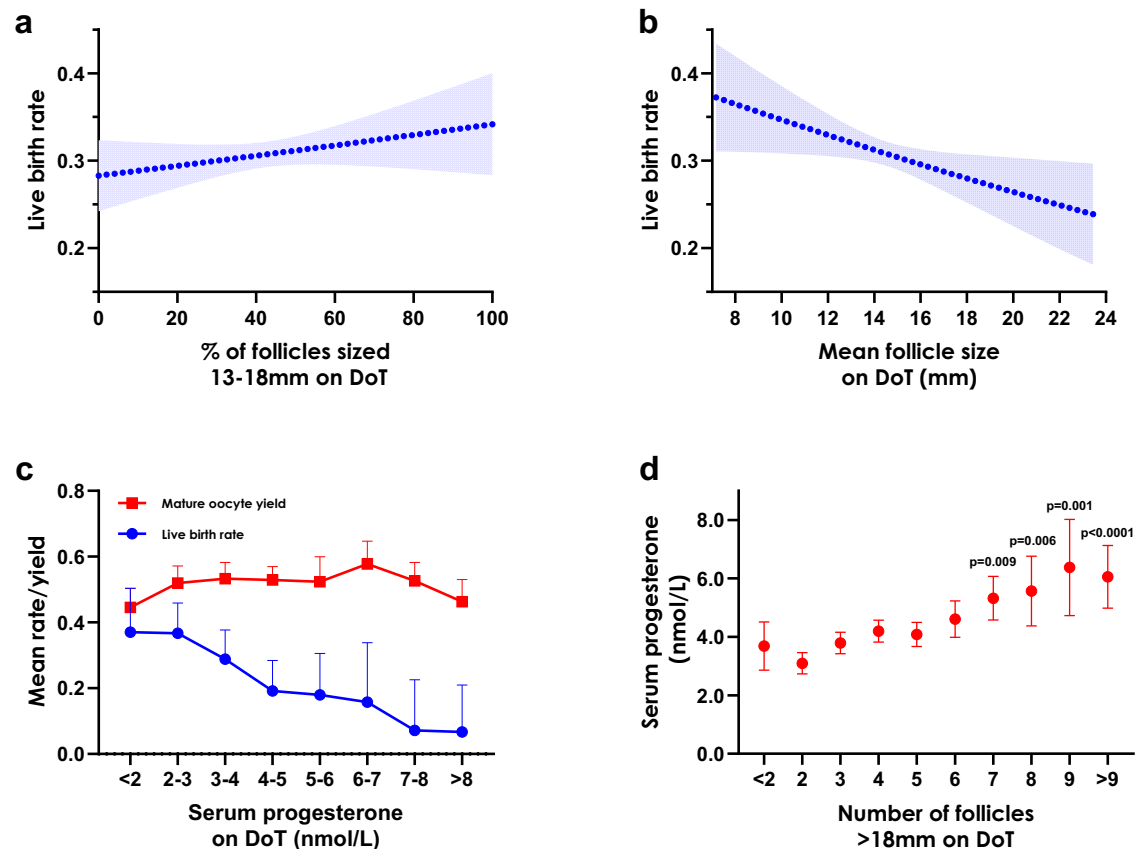 a
Live birth rate
0.4
0.3
0.2
0 20 40 60 80 100
% of follicles sized
13-18mm on DoT
b
Live birth rate
0.4
0.3
0.2
8 10 12 14 16 18 20 22 24
Mean follicle size
on DoT (mm)
c
Mean rate/yield
0.8
0.6
0.4
0.2
0.0
Mature oocyte yield
Live birth rate
<2 2-3 3-4 4-5 5-6 6-7 7-8 >8
Serum progesterone
on DoT (nmol/L)
d
Serum progesterone
(nmol/L)
8.0
6.0
4.0
2.0
0.0
p=0.009
p=0.006
p=0.001
p<0.0001
<2 2 3 4 5 6 7 8 9 >9
Number of follicles
>18mm on DoT